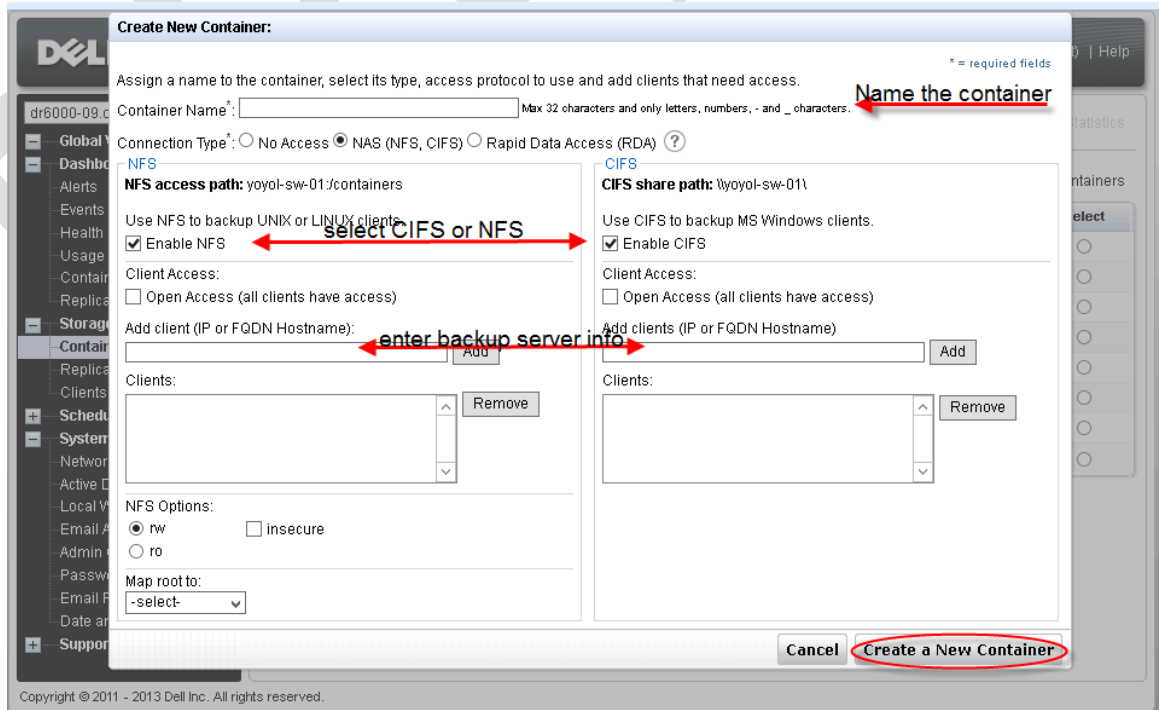 Create New Container:
DELL
) | Help
* = required fields
Assign a name to the container, select its type, access protocol to use and add clients that need access.
Name the container
dr6000-09.c
Container Name*:
Max 32 characters and only letters, numbers, - and _ characters.
tatistics
Global
Connection Type*: No Access NAS (NFS, CIFS) Rapid Data Access (RDA) ?
Dashbo
NFS
CIFS
Alerts
NFS access path: yoyol-sw-01:/containers
CIFS share path: \\yoyol-sw-01\
ntainers
Events
Health
Use NFS to backup UNIX or LINUX clients.
Use CIFS to backup MS Windows clients.
elect
select CIFS or NFS
Usage
Enable NFS
Enable CIFS
Contain
Client Access:
Client Access:
Replica
Open Access (all clients have access)
Open Access (all clients have access)
Storage
Add client (IP or FQDN Hostname):
Add clients (IP or FQDN Hostname)
enter backup server info
Contain
Add
Add
Replica
Clients
Clients:
Clients:
Remove
Remove
Schedu
System
Networ
Active D
Local W
NFS Options:
Email A
rw
insecure
Admin
ro
Passwo
Map root to:
Email R
-select-
Date an
Suppor
Cancel
Create a New Container
Copyright © 2011 - 2013 Dell Inc. All rights reserved.